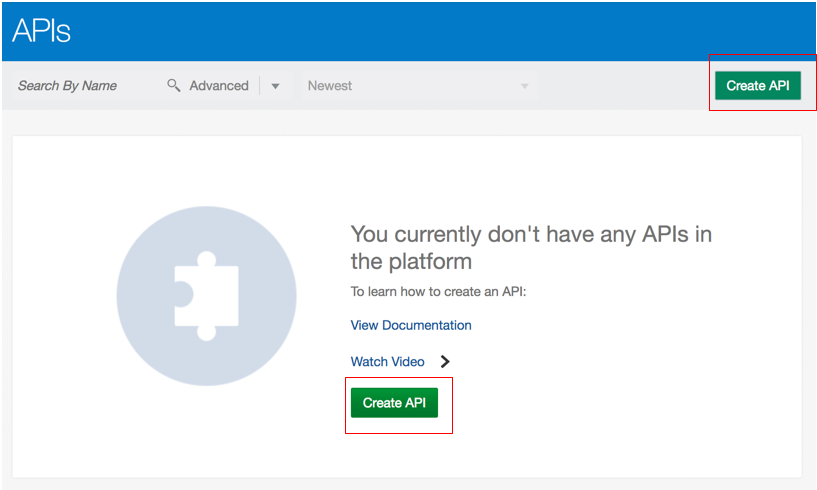 APIs
Search By Name Advanced Newest Create API
You currently don't have any APIs in
the platform
To learn how to create an API:
View Documentation
Watch Video
Create API